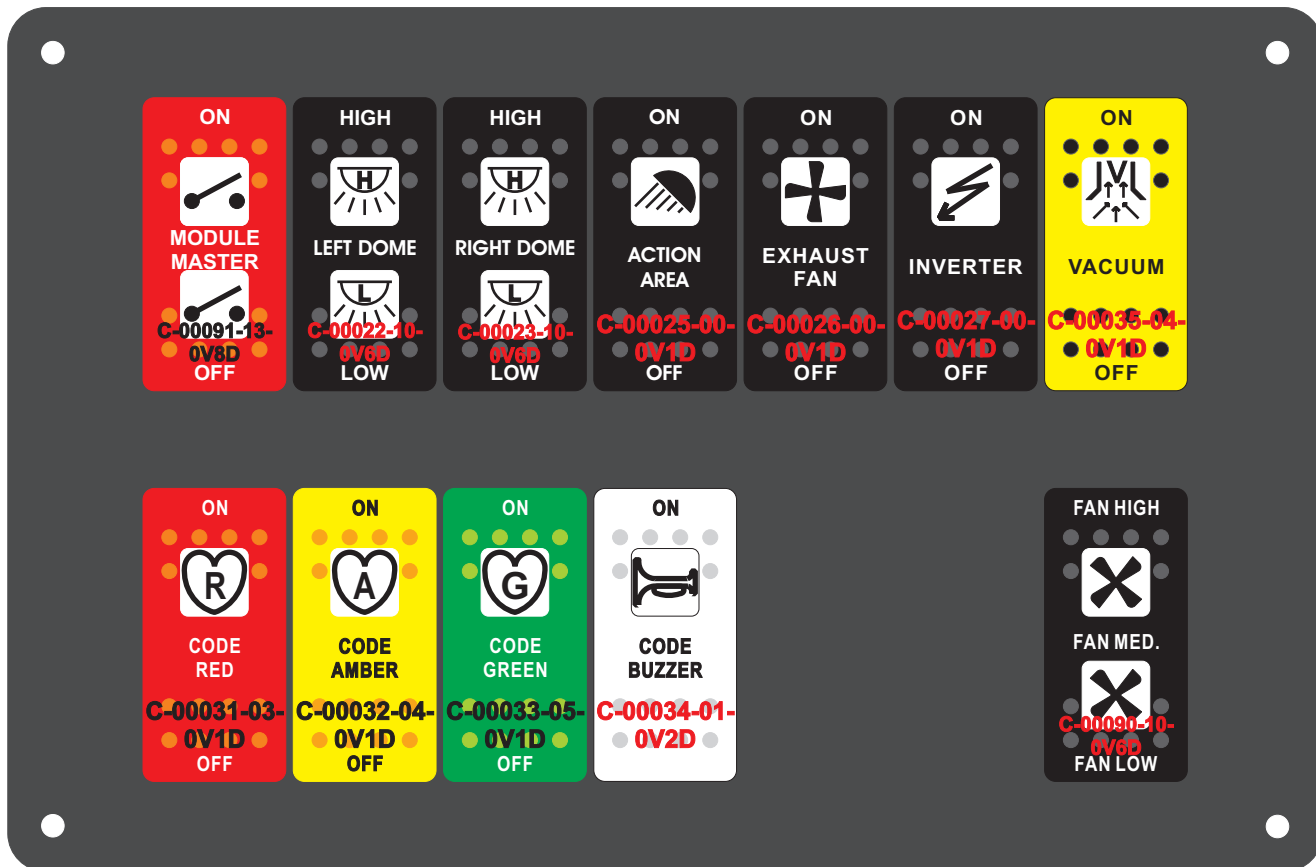 ON
MODULE
MASTER
C-00091-13-
0V8D
OFF
HIGH
H
LEFT DOME
L
C-00022-10-
0V6D
LOW
HIGH
H
RIGHT DOME
L
C-00023-10-
0V6D
LOW
ON
ACTION
AREA
C-00025-00-
0V1D
OFF
ON
EXHAUST
FAN
C-00026-00-
0V1D
OFF
ON
INVERTER
C-00027-00-
0V1D
OFF
ON
V
VACUUM
C-00035-04-
0V1D
OFF
ON
R
CODE
RED
C-00031-03-
0V1D
OFF
ON
A
CODE
AMBER
C-00032-04-
0V1D
OFF
ON
G
CODE
GREEN
C-00033-05-
0V1D
OFF
ON
CODE
BUZZER
C-00034-01-
0V2D
FAN HIGH
FAN MED.
C-00090-10-
0V6D
FAN LOW